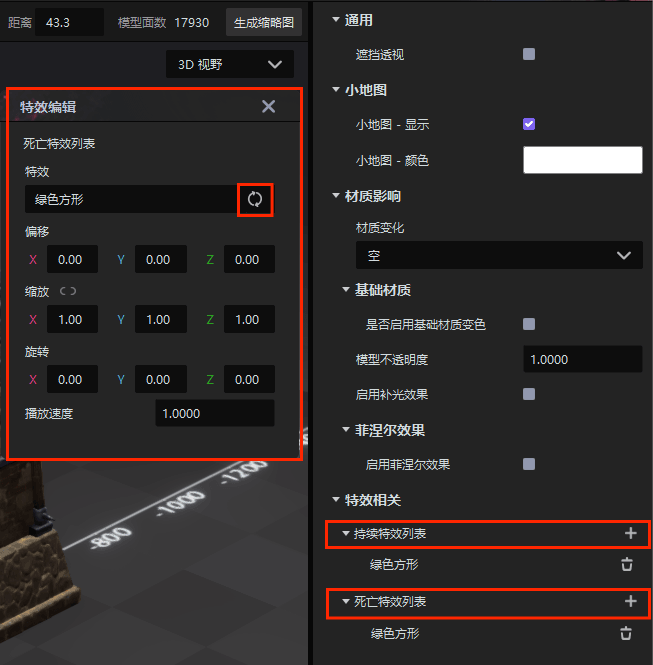 距离 43.3 模型面数 17930 生成缩略图
3D 视野
特效编辑
死亡特效列表
特效
绿色方形
偏移
X 0.00 Y 0.00 Z 0.00
缩放
X 1.00 Y 1.00 Z 1.00
旋转
X 0.00 Y 0.00 Z 0.00
播放速度 1.0000
-800 -1000 -1200
通用
遮挡透视
小地图
小地图 - 显示
小地图 - 颜色
材质影响
材质变化
空
基础材质
是否启用基础材质变色
模型不透明度 1.0000
启用补光效果
菲涅尔效果
启用菲涅尔效果
特效相关
持续特效列表
绿色方形
死亡特效列表
绿色方形